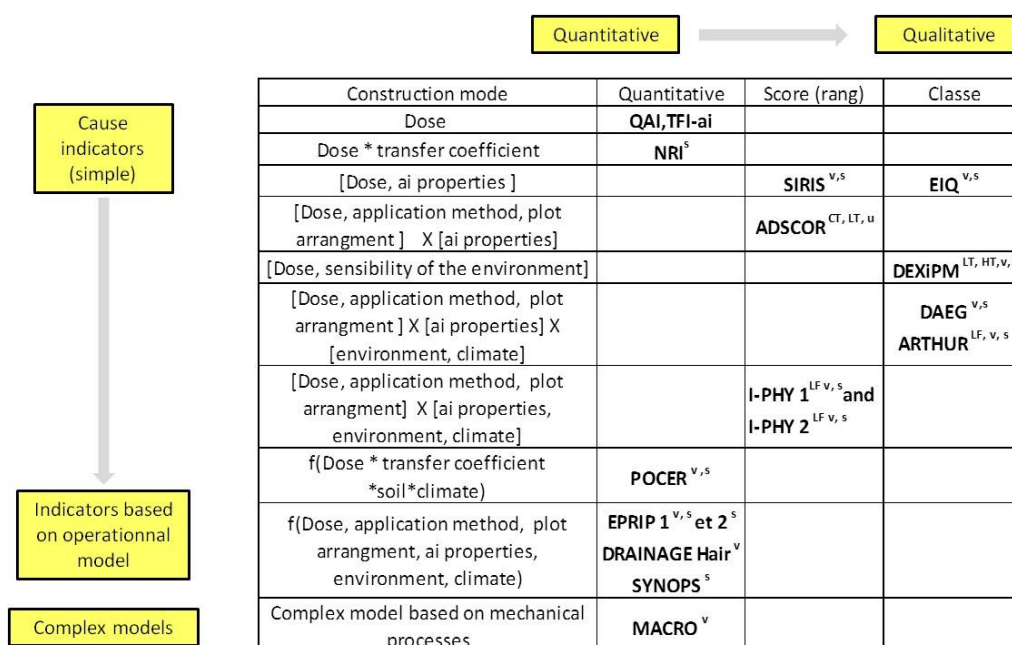 Quantitative
Qualitative
Cause
indicators
(simple)
Indicators based
on operationnal
model
Complex models
Construction mode Quantitative Score (rang) Classe
Dose QAI,TFI-ai
Dose * transfer coefficient NRI s
[Dose, ai properties ] SIRIS v,s EIQ v,s
[Dose, application method, plot
arrangment ] X [ai properties] ADSCOR CT, LT, u
[Dose, sensibility of the environment] DEXiPM LT, HT,v,
[Dose, application method, plot
arrangment ] X [ai properties] X
[environment, climate]
DAEG v,s
ARTHUR LF, v, s
[Dose, application method, plot
arrangment] X [ai properties,
environment, climate]
I-PHY 1 LF v, s and
I-PHY 2 LF v, s
f(Dose * transfer coefficient
*soil*climate)
POCER v,s
f(Dose, application method, plot
arrangment, ai properties,
environment, climate)
EPRIP 1 v, s et 2 s
DRAINAGE Hair v
SYNOPS s
Complex model based on mechanical
processes
MACRO v